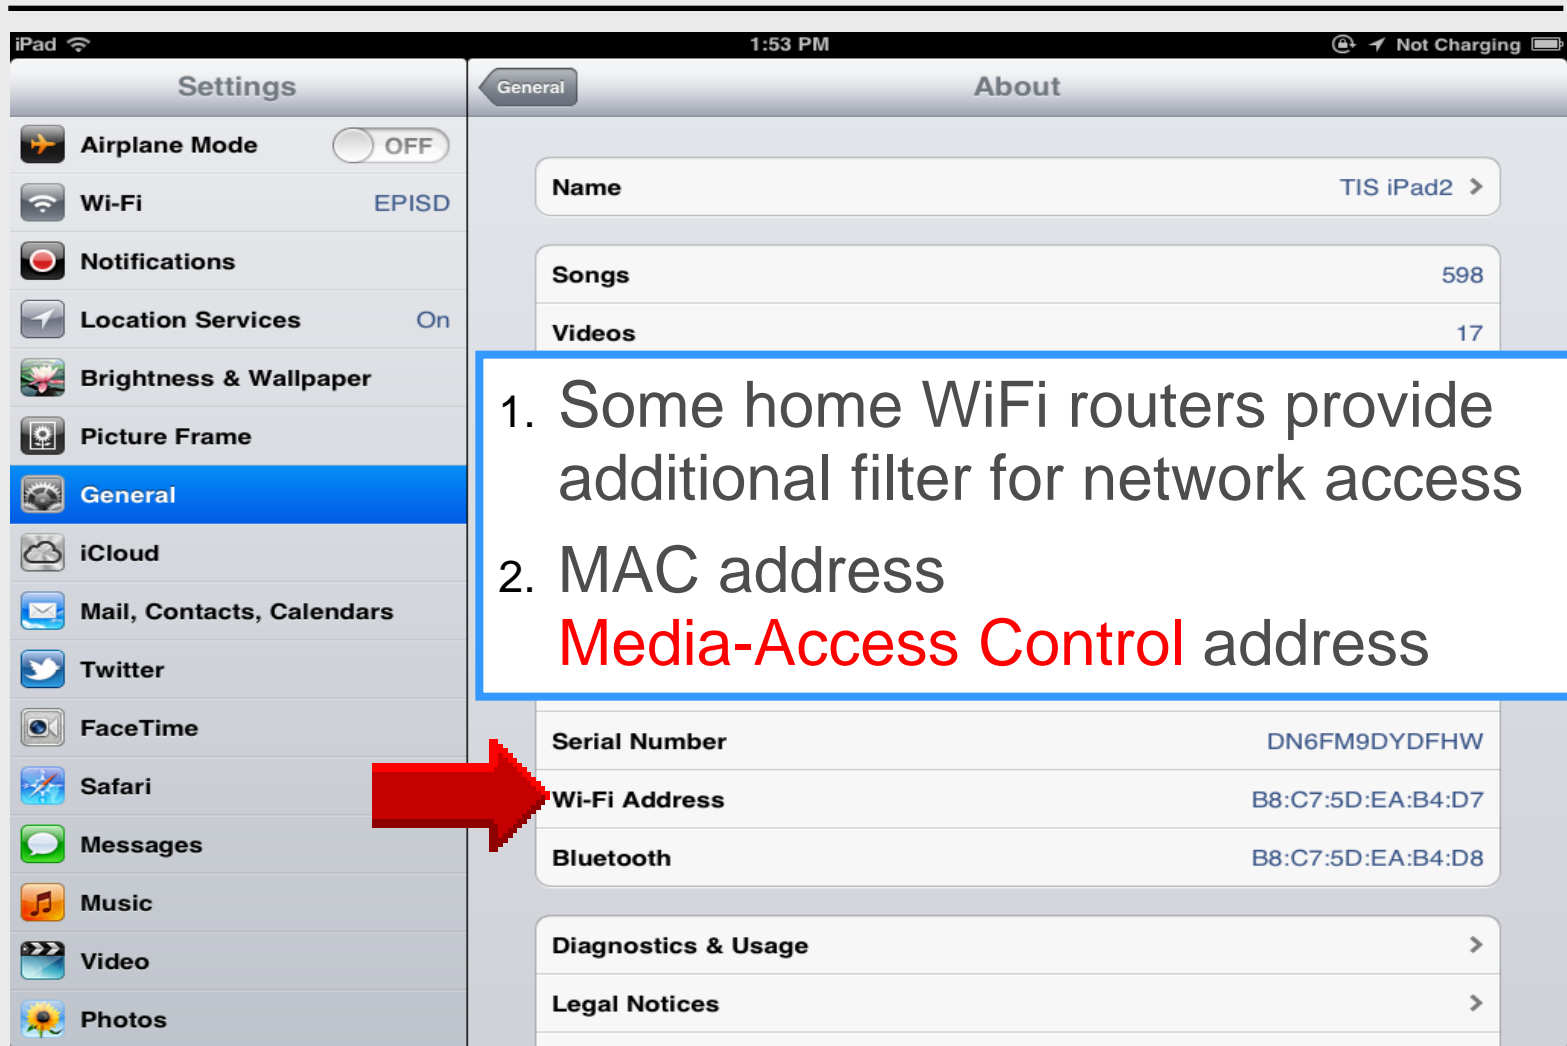 iPad 1:53 PM Not Charging
Settings
General About
Airplane Mode OFF
Wi-Fi EPISD
Notifications
Location Services On
Brightness & Wallpaper
Picture Frame
General
iCloud
Mail, Contacts, Calendars
Twitter
FaceTime
Safari
Messages
Music
Video
Photos
Name TIS iPad2
Songs 598
Videos 17
1. Some home WiFi routers provide
additional filter for network access
2. MAC address
Media-Access Control address
Serial Number DN6FM9DYDFHW
Wi-Fi Address B8:C7:5D:EA:B4:D7
Bluetooth B8:C7:5D:EA:B4:D8
Diagnostics & Usage
Legal Notices